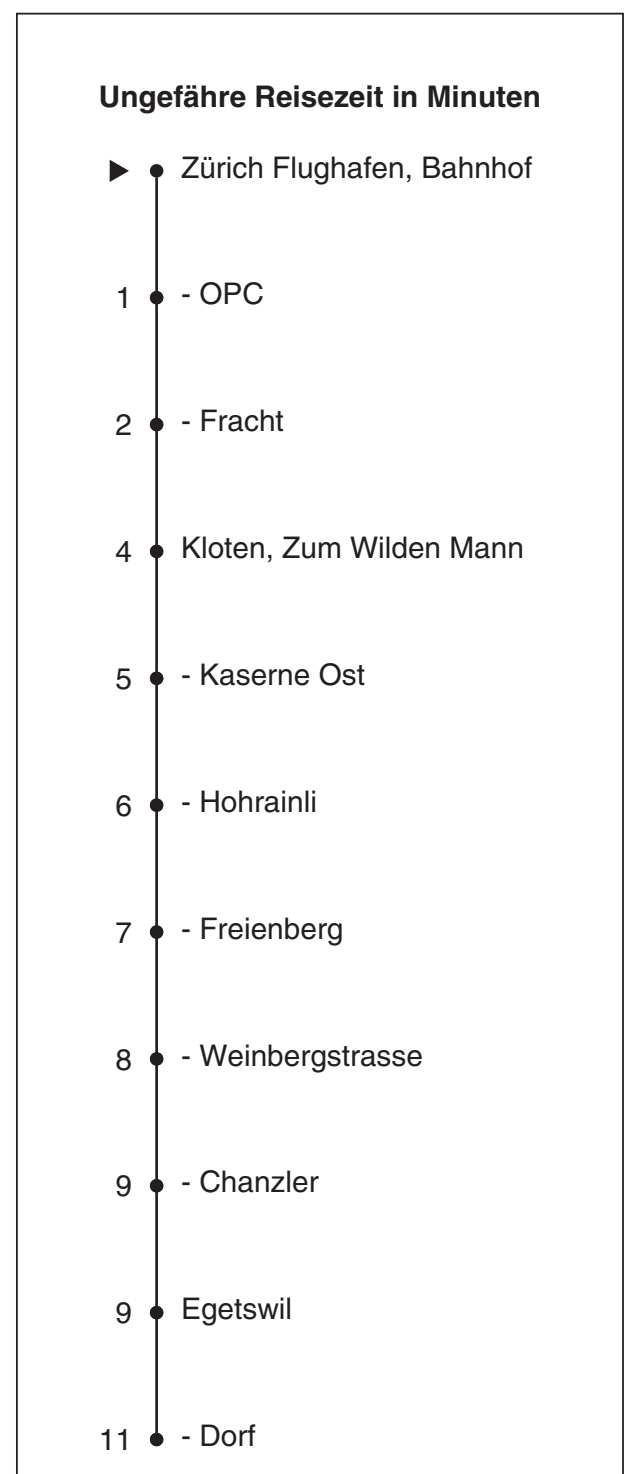 Ungefähre Reisezeit in Minuten
Zürich Flughafen, Bahnhof
1 - OPC
2 - Fracht
4 Kloten, Zum Wilden Mann
5 - Kaserne Ost
6 - Hohrainli
7 - Freienberg
8 - Weinbergstrasse
9 - Chanzler
9 Egetswil
11 - Dorf